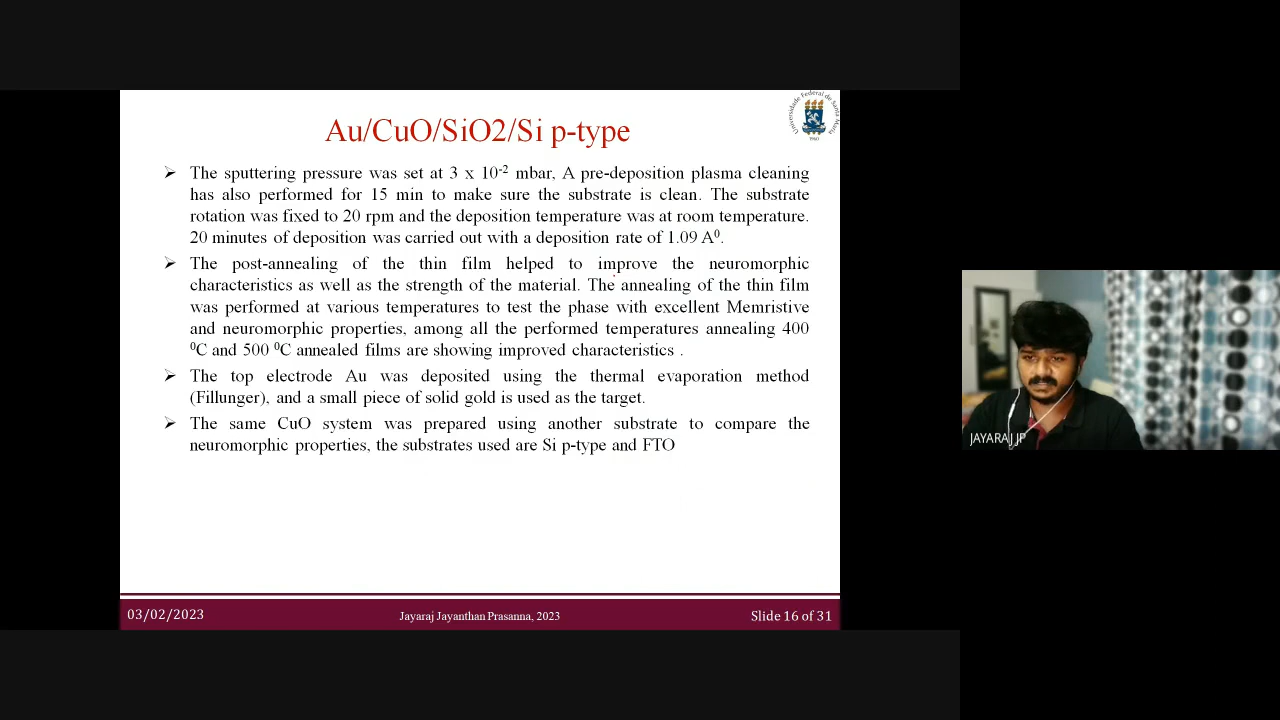 Au/CuO/SiO2/Si p-type
Universidade Federal de Santa Maria
1960
➢ The sputtering pressure was set at 3 x 10⁻² mbar, A pre-deposition plasma cleaning
has also performed for 15 min to make sure the substrate is clean. The substrate
rotation was fixed to 20 rpm and the deposition temperature was at room temperature.
20 minutes of deposition was carried out with a deposition rate of 1.09 A⁰.
➢ The post-annealing of the thin film helped to improve the neuromorphic
characteristics as well as the strength of the material. The annealing of the thin film
was performed at various temperatures to test the phase with excellent Memristive
and neuromorphic properties, among all the performed temperatures annealing 400
⁰C and 500 ⁰C annealed films are showing improved characteristics .
➢ The top electrode Au was deposited using the thermal evaporation method
(Fillunger), and a small piece of solid gold is used as the target.
➢ The same CuO system was prepared using another substrate to compare the
neuromorphic properties, the substrates used are Si p-type and FTO
03/02/2023
Jayaraj Jayanthan Prasanna, 2023
Slide 16 of 31
JAYARAJ JP